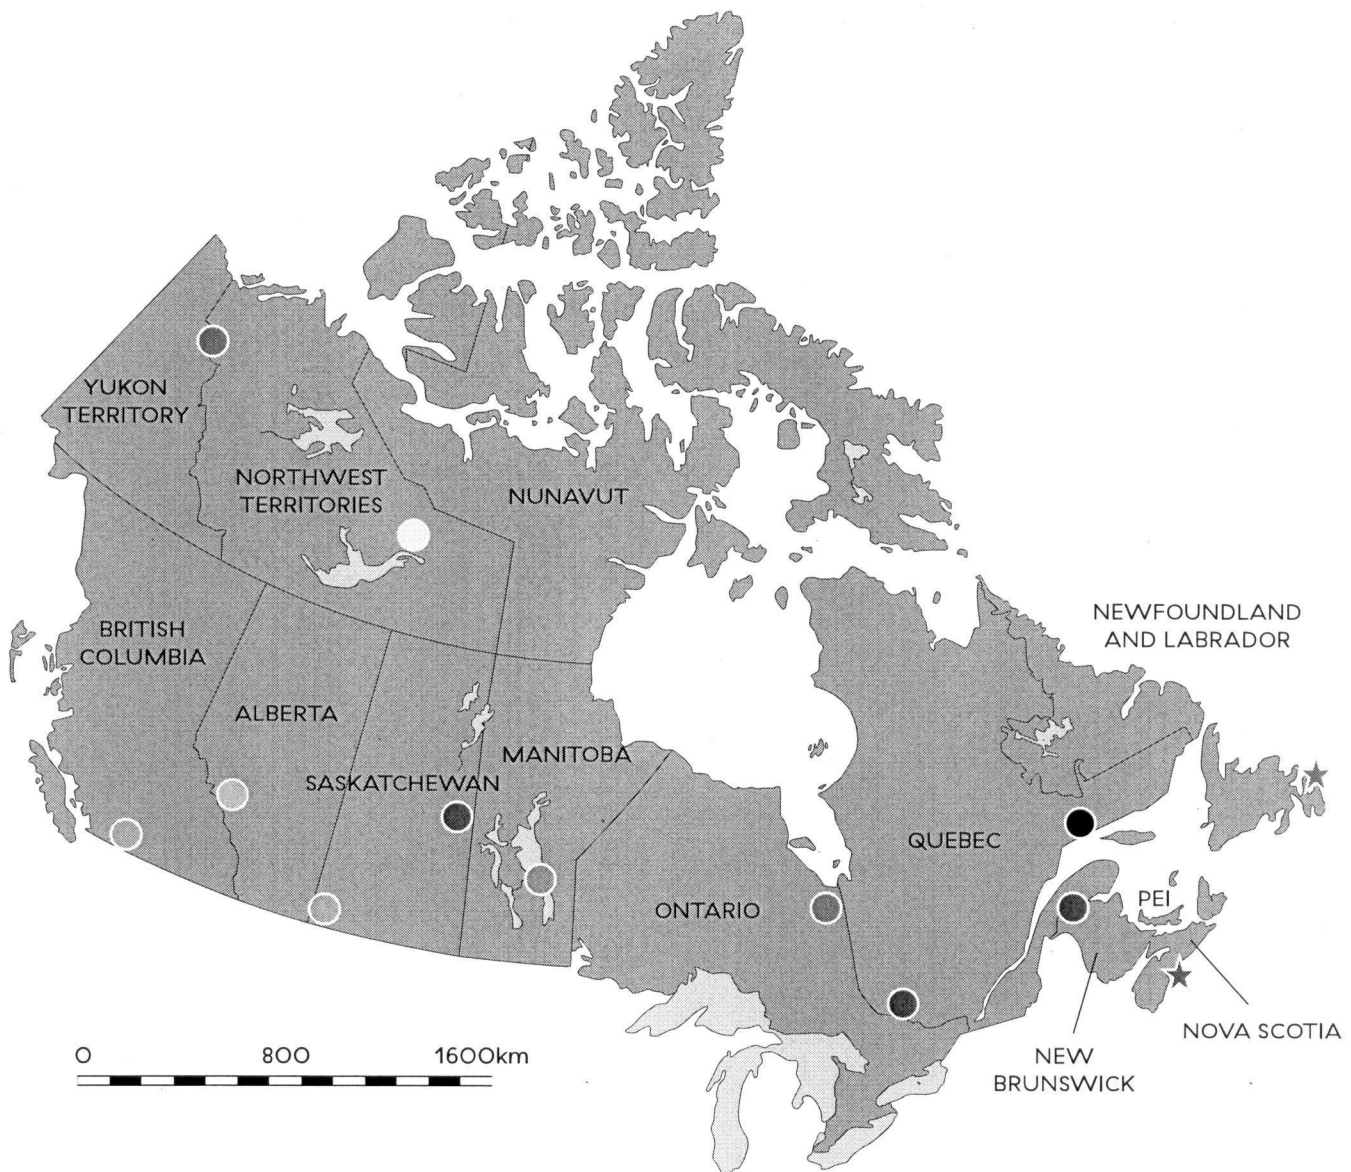 YUKON
TERRITORY
NORTHWEST
TERRITORIES
NUNAVUT
BRITISH
COLUMBIA
ALBERTA
SASKATCHEWAN
MANITOBA
ONTARIO
QUEBEC
NEWFOUNDLAND
AND LABRADOR
PEI
NOVA SCOTIA
NEW
BRUNSWICK
0 800 1600km